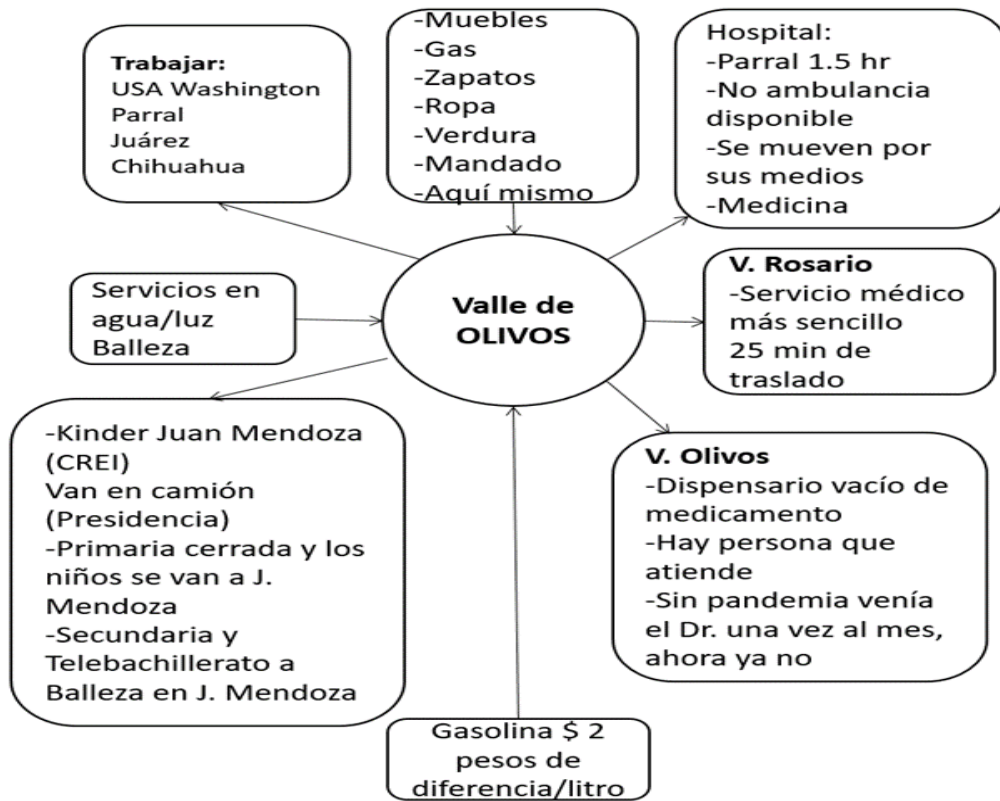 Trabajar:
USA Washington
Parral
Juárez
Chihuahua
-Muebles
-Gas
-Zapatos
-Ropa
-Verdura
-Mandado
-Aquí mismo
Hospital:
-Parral 1.5 hr
-No ambulancia
disponible
-Se mueven por
sus medios
-Medicina
Servicios en
agua/luz
Balleza
Valle de
OLIVOS
V. Rosario
-Servicio médico
más sencillo
25 min de
traslado
-Kinder Juan Mendoza
(CREI)
Van en camión
(Presidencia)
-Primaria cerrada y los
niños se van a J.
Mendoza
-Secundaria y
Telebachillerato a
Balleza en J. Mendoza
V. Olivos
-Dispensario vacío de
medicamento
-Hay persona que
atiende
-Sin pandemia venía
el Dr. una vez al mes,
ahora ya no
Gasolina $ 2
pesos de
diferencia/litro